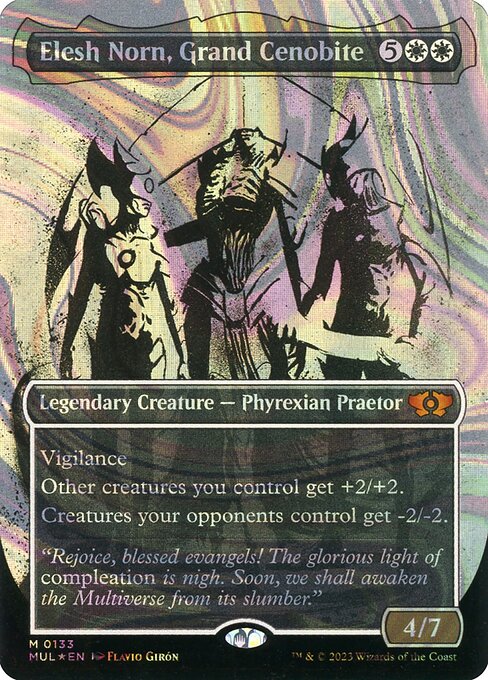 Elesh Norn, Grand Cenobite 5
Legendary Creature — Phyrexian Praetor
Vigilance
Other creatures you control get +2/+2.
Creatures your opponents control get -2/-2.
“Rejoice, blessed evangels! The glorious light of
compleation is nigh. Soon, we shall awaken
the Multiverse from its slumber.”
4/7
M 0133
MUL★EN Flavio Girón
™ & © 2023 Wizards of the Coast